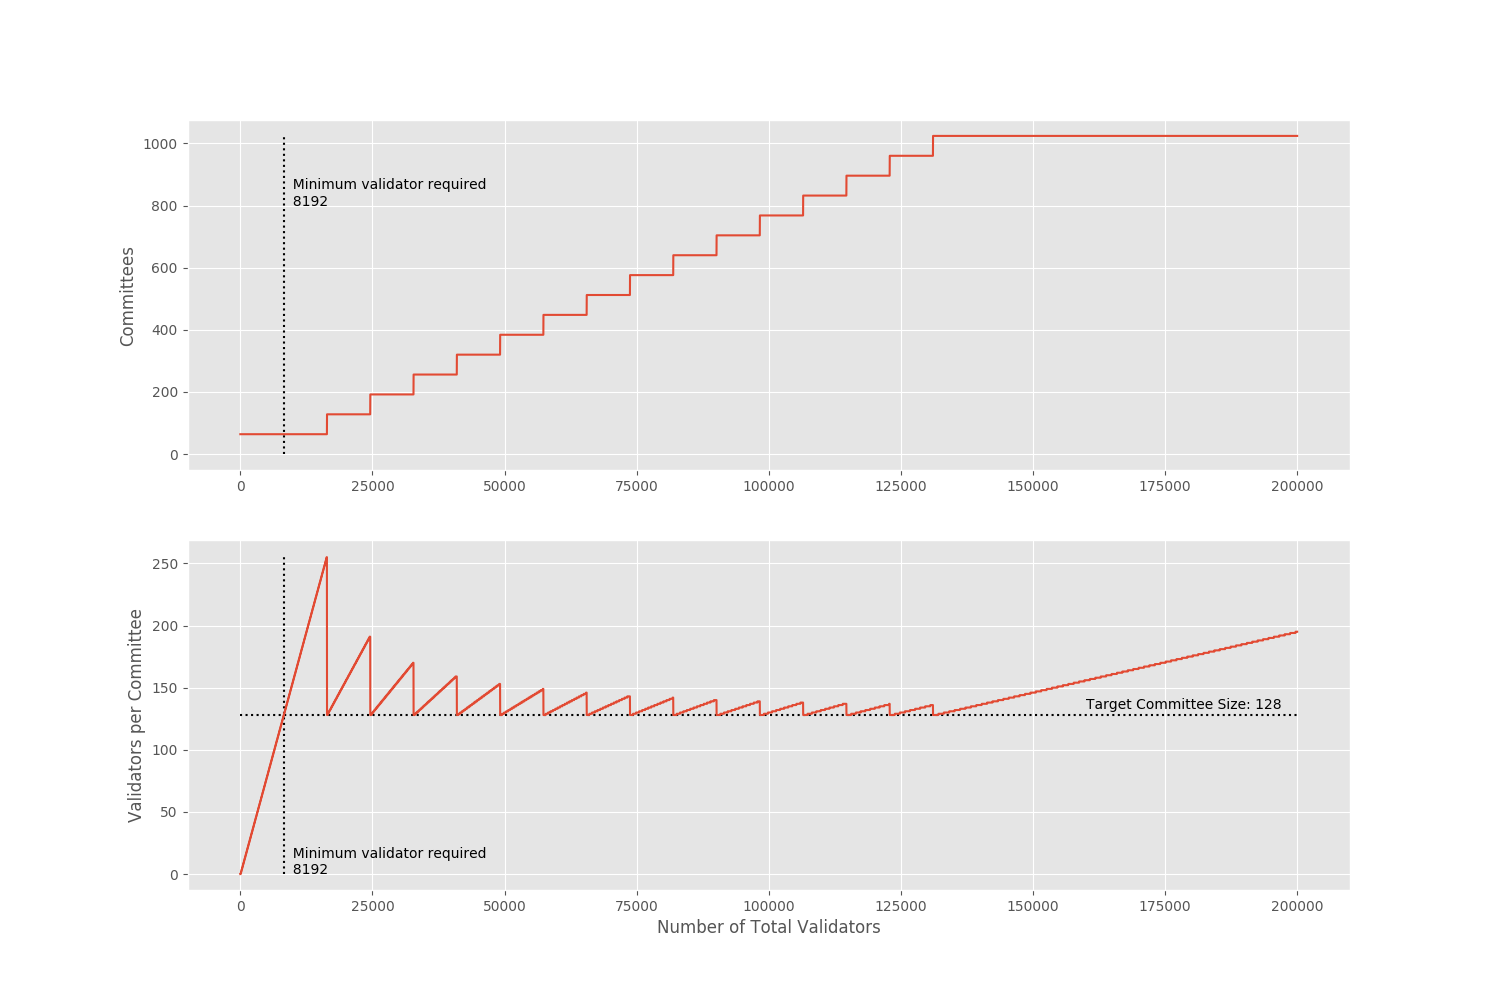 1000
800
600
400
200
0
Committees
Minimum validator required
8192
0 25000 50000 75000 100000 125000 150000 175000 200000
250
200
150
100
50
0
Validators per Committee
Target Committee Size: 128
Minimum validator required
8192
0 25000 50000 75000 100000 125000 150000 175000 200000
Number of Total Validators